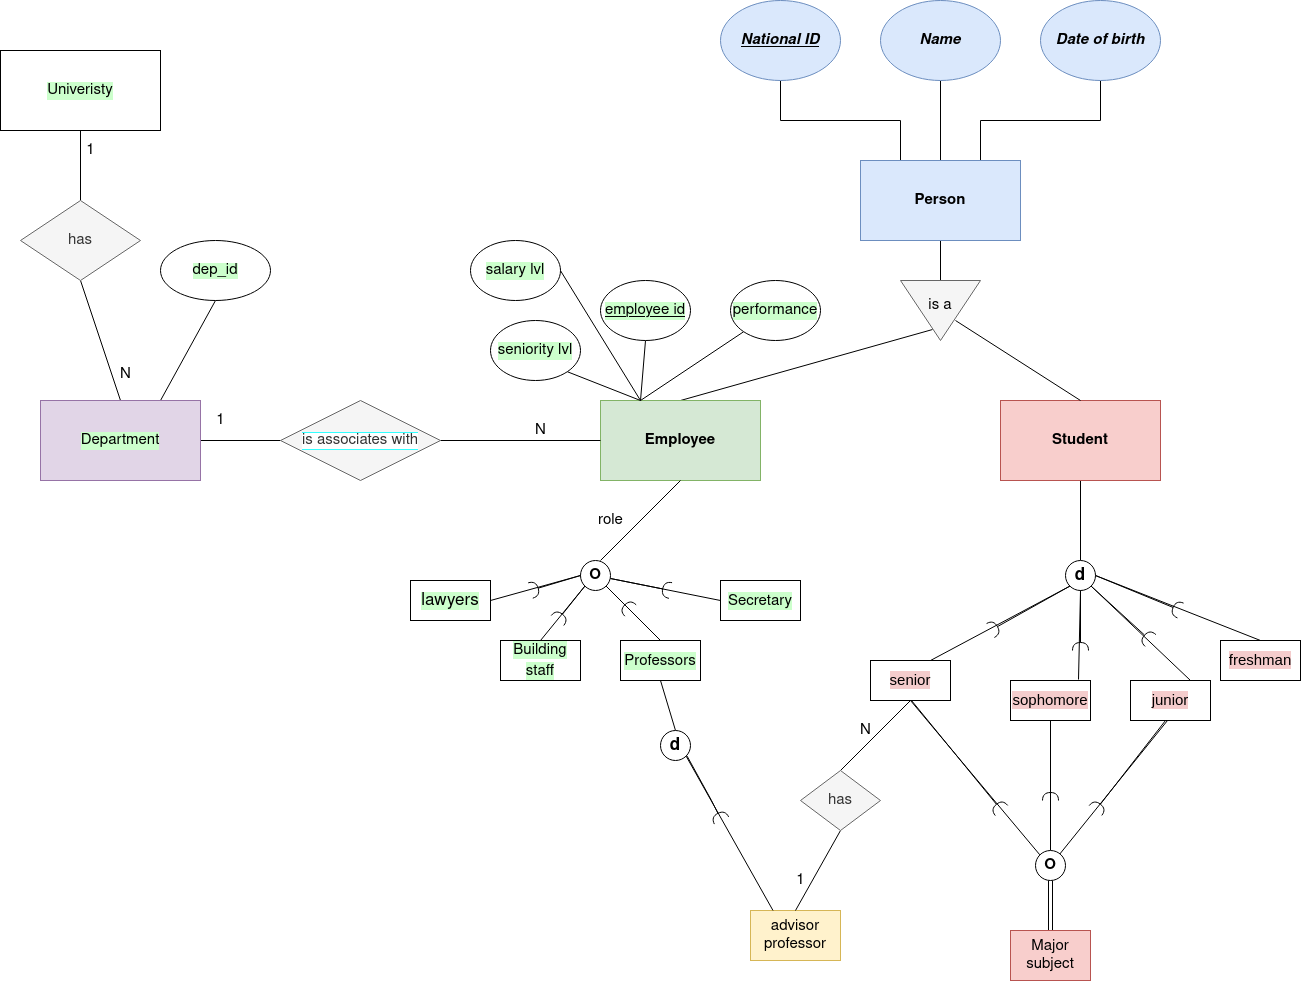 National ID
Name
Date of birth
Univeristy
1
Person
has
dep_id
salary lvl
employee id
performance
is a
seniority lvl
N
Department
1
is associates with
N
Employee
Student
role
O
d
lawyers
Secretary
Building
staff
Professors
senior
sophomore
junior
freshman
N
d
has
O
1
advisor
professor
Major
subject